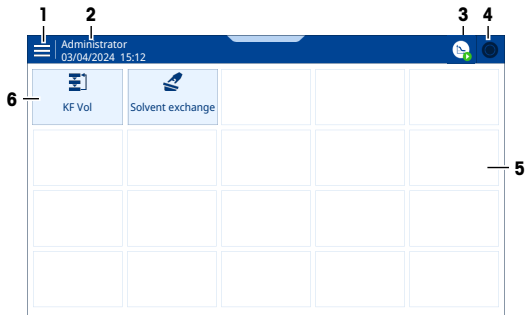 1
2
3
4
Administrator
03/04/2024 15:12
6
KF Vol
Solvent exchange
5